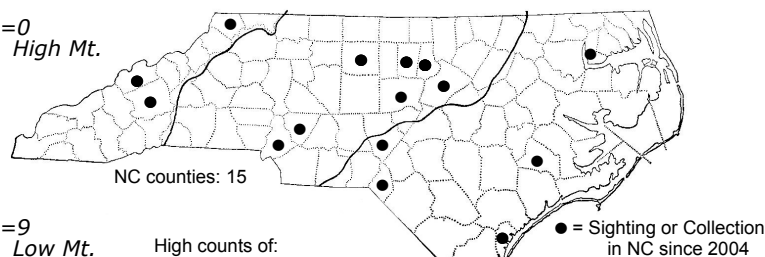 =0
High Mt.
NC counties: 15
=9
Low Mt.
High counts of:
● = Sighting or Collection
in NC since 2004